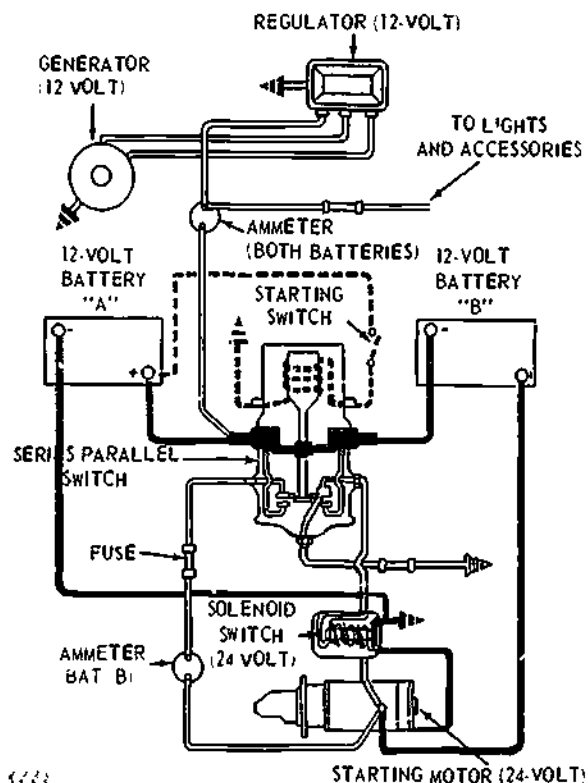 REGULATOR (12-VOLT)
GENERATOR
(12 VOLT)
TO LIGHTS
AND ACCESSORIES
AMMETER
(BOTH BATTERIES)
12-VOLT
BATTERY
"A"
12-VOLT
BATTERY
"B"
STARTING
SWITCH
-
+
-
SERIES PARALLEL
SWITCH
FUSE
SOLENOID
SWITCH
(24 VOLT)
AMMETER
BAT B)
STARTING MOTOR (24-VOLT)